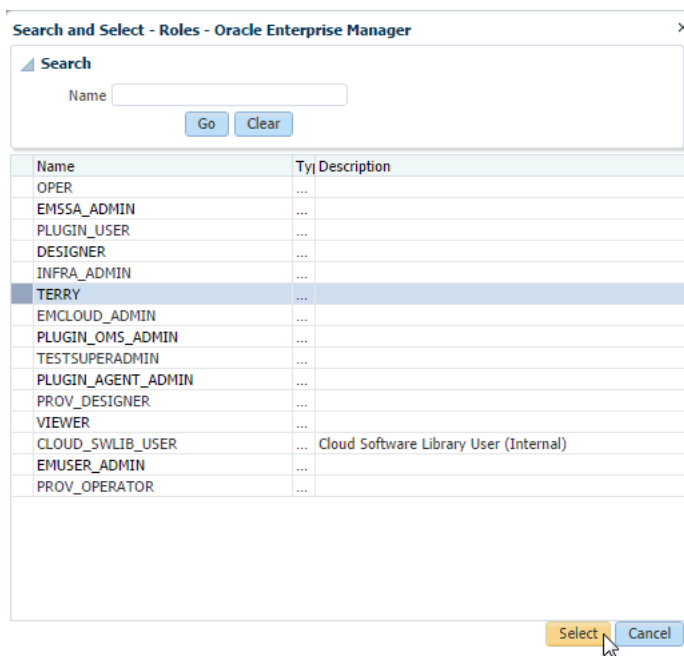 Search and Select - Roles - Oracle Enterprise Manager
Search
Name
Go Clear
Name Typ Description
OPER ...
EMSSA_ADMIN ...
PLUGIN_USER ...
DESIGNER ...
INFRA_ADMIN ...
TERRY ...
EMCLOUD_ADMIN ...
PLUGIN_OMS_ADMIN ...
TESTSUPERADMIN ...
PLUGIN_AGENT_ADMIN ...
PROV_DESIGNER ...
VIEWER ...
CLOUD_SWLIB_USER ... Cloud Software Library User (Internal)
EMUSER_ADMIN ...
PROV_OPERATOR ...
Select Cancel